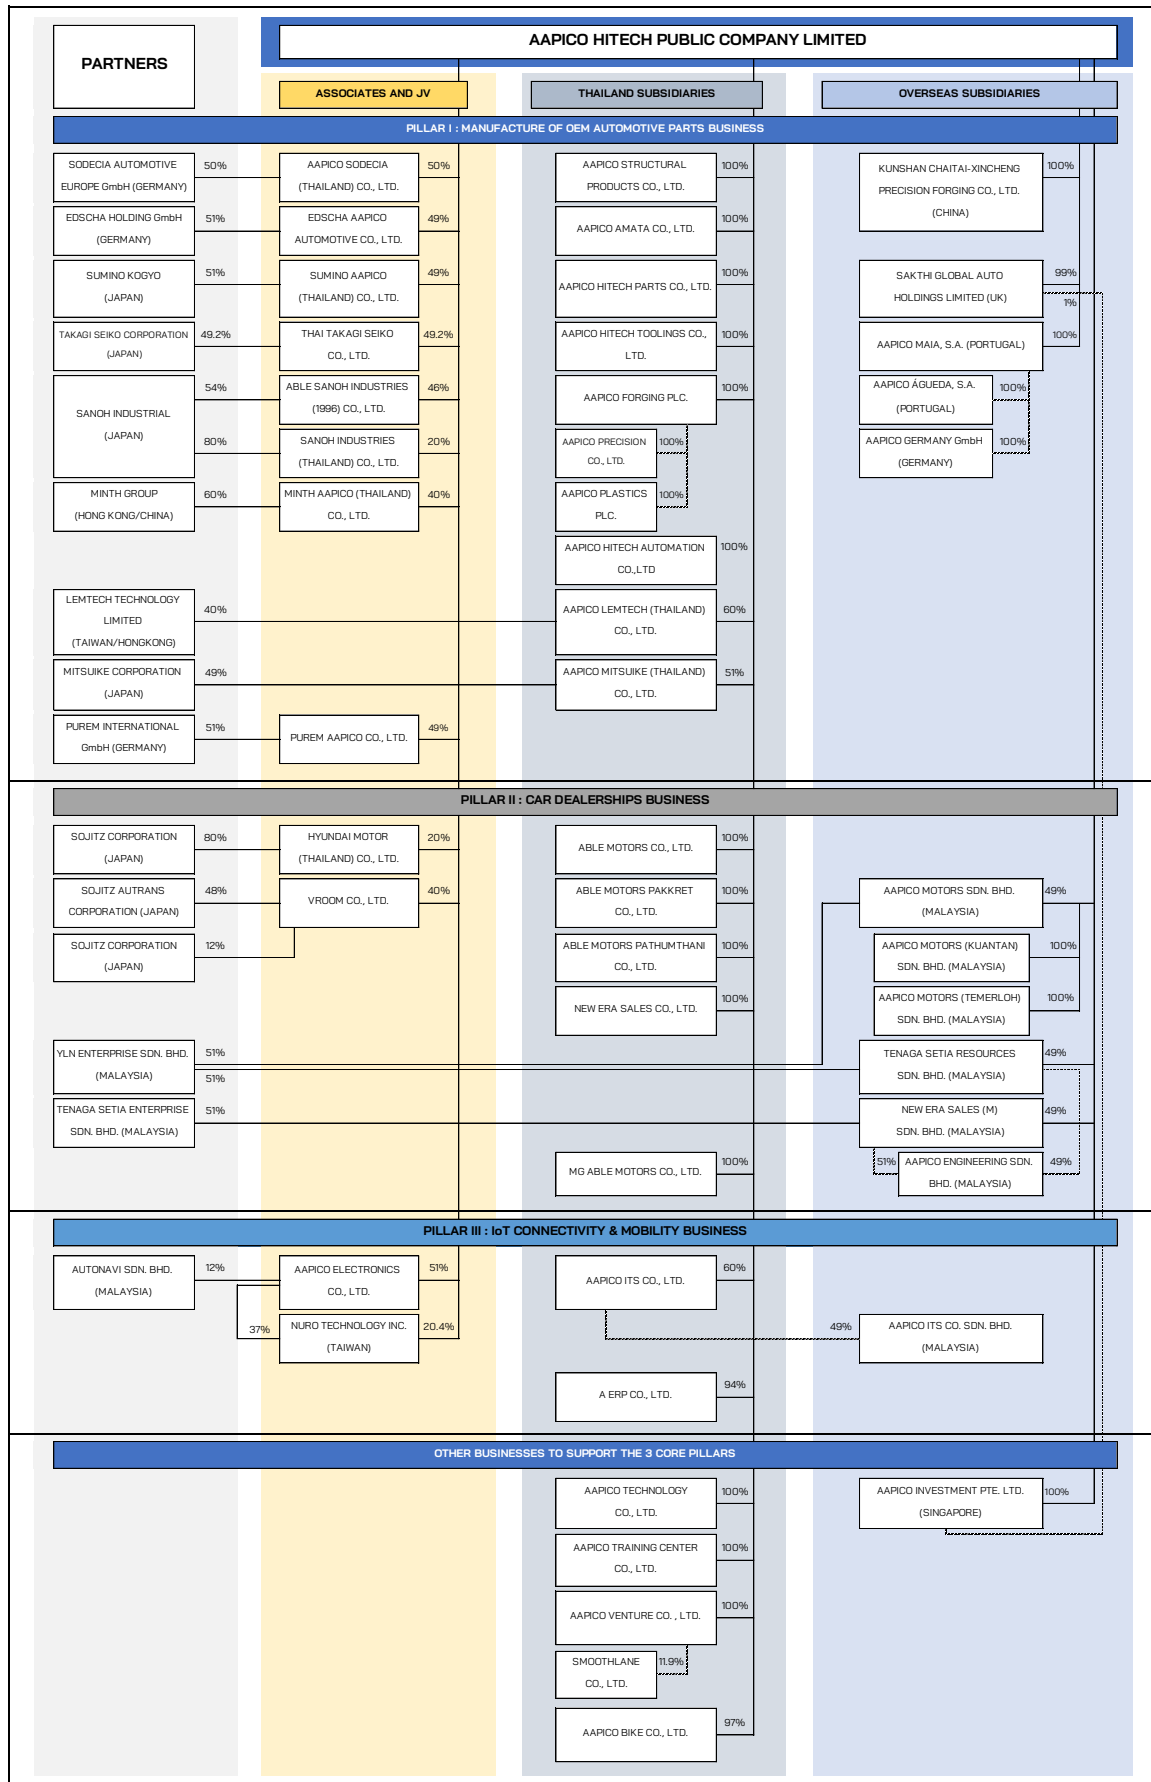 AAPICO HITECH PUBLIC COMPANY LIMITED
PARTNERS
ASSOCIATES AND JV
THAILAND SUBSIDIARIES
OVERSEAS SUBSIDIARIES
PILLAR I : MANUFACTURE OF OEM AUTOMOTIVE PARTS BUSINESS
SODECIA AUTOMOTIVE
EUROPE GmbH (GERMANY)
50%
AAPICO SODECIA
(THAILAND) CO., LTD.
50%
AAPICO STRUCTURAL
PRODUCTS CO., LTD.
100%
KUNSHAN CHAITAI-XINCHENG
PRECISION FORGING CO., LTD.
(CHINA)
100%
EDSCHA HOLDING GmbH
(GERMANY)
51%
EDSCHA AAPICO
AUTOMOTIVE CO., LTD.
49%
AAPICO AMATA CO., LTD.
100%
SUMINO KOGYO
(JAPAN)
51%
SUMINO AAPICO
(THAILAND) CO., LTD.
49%
AAPICO HITECH PARTS CO., LTD.
100%
SAKTHI GLOBAL AUTO
HOLDINGS LIMITED (UK)
99%
1%
TAKAGI SEIKO CORPORATION
(JAPAN)
49.2%
THAI TAKAGI SEIKO
CO., LTD.
49.2%
AAPICO HITECH TOOLINGS CO.,
LTD.
100%
AAPICO MAIA, S.A. (PORTUGAL)
100%
SANOH INDUSTRIAL
(JAPAN)
54%
ABLE SANOH INDUSTRIES
(1996) CO., LTD.
46%
AAPICO FORGING PLC.
100%
AAPICO ÁGUEDA, S.A.
(PORTUGAL)
100%
80%
SANOH INDUSTRIES
(THAILAND) CO., LTD.
20%
AAPICO PRECISION
CO., LTD.
100%
AAPICO GERMANY GmbH
(GERMANY)
100%
MINTH GROUP
(HONG KONG/CHINA)
60%
MINTH AAPICO (THAILAND)
CO., LTD.
40%
AAPICO PLASTICS
PLC.
100%
AAPICO HITECH AUTOMATION
CO.,LTD
100%
LEMTECH TECHNOLOGY
LIMITED
(TAIWAN/HONGKONG)
40%
AAPICO LEMTECH (THAILAND)
CO., LTD.
60%
MITSUIKE CORPORATION
(JAPAN)
49%
AAPICO MITSUIKE (THAILAND)
CO., LTD.
51%
PUREM INTERNATIONAL
GmbH (GERMANY)
51%
PUREM AAPICO CO., LTD.
49%
PILLAR II : CAR DEALERSHIPS BUSINESS
SOJITZ CORPORATION
(JAPAN)
80%
HYUNDAI MOTOR
(THAILAND) CO., LTD.
20%
ABLE MOTORS CO., LTD.
100%
SOJITZ AUTRANS
CORPORATION (JAPAN)
48%
VROOM CO., LTD.
40%
ABLE MOTORS PAKKRET
CO., LTD.
100%
AAPICO MOTORS SDN. BHD.
(MALAYSIA)
49%
SOJITZ CORPORATION
(JAPAN)
12%
ABLE MOTORS PATHUMTHANI
CO., LTD.
100%
AAPICO MOTORS (KUANTAN)
SDN. BHD. (MALAYSIA)
100%
NEW ERA SALES CO., LTD.
100%
AAPICO MOTORS (TEMERLOH)
SDN. BHD. (MALAYSIA)
100%
YLN ENTERPRISE SDN. BHD.
(MALAYSIA)
51%
51%
TENAGA SETIA RESOURCES
SDN. BHD. (MALAYSIA)
49%
TENAGA SETIA ENTERPRISE
SDN. BHD. (MALAYSIA)
51%
NEW ERA SALES (M)
SDN. BHD. (MALAYSIA)
49%
MG ABLE MOTORS CO., LTD.
100%
51%
AAPICO ENGINEERING SDN.
BHD. (MALAYSIA)
49%
PILLAR III : IoT CONNECTIVITY & MOBILITY BUSINESS
AUTONAVI SDN. BHD.
(MALAYSIA)
12%
AAPICO ELECTRONICS
CO., LTD.
51%
AAPICO ITS CO., LTD.
60%
37%
NURO TECHNOLOGY INC.
(TAIWAN)
20.4%
49%
AAPICO ITS CO. SDN. BHD.
(MALAYSIA)
A ERP CO., LTD.
94%
OTHER BUSINESSES TO SUPPORT THE 3 CORE PILLARS
AAPICO TECHNOLOGY
CO., LTD.
100%
AAPICO INVESTMENT PTE. LTD.
(SINGAPORE)
100%
AAPICO TRAINING CENTER
CO., LTD.
100%
AAPICO VENTURE CO. , LTD.
100%
SMOOTHLANE
CO., LTD.
11.9%
AAPICO BIKE CO., LTD.
97%